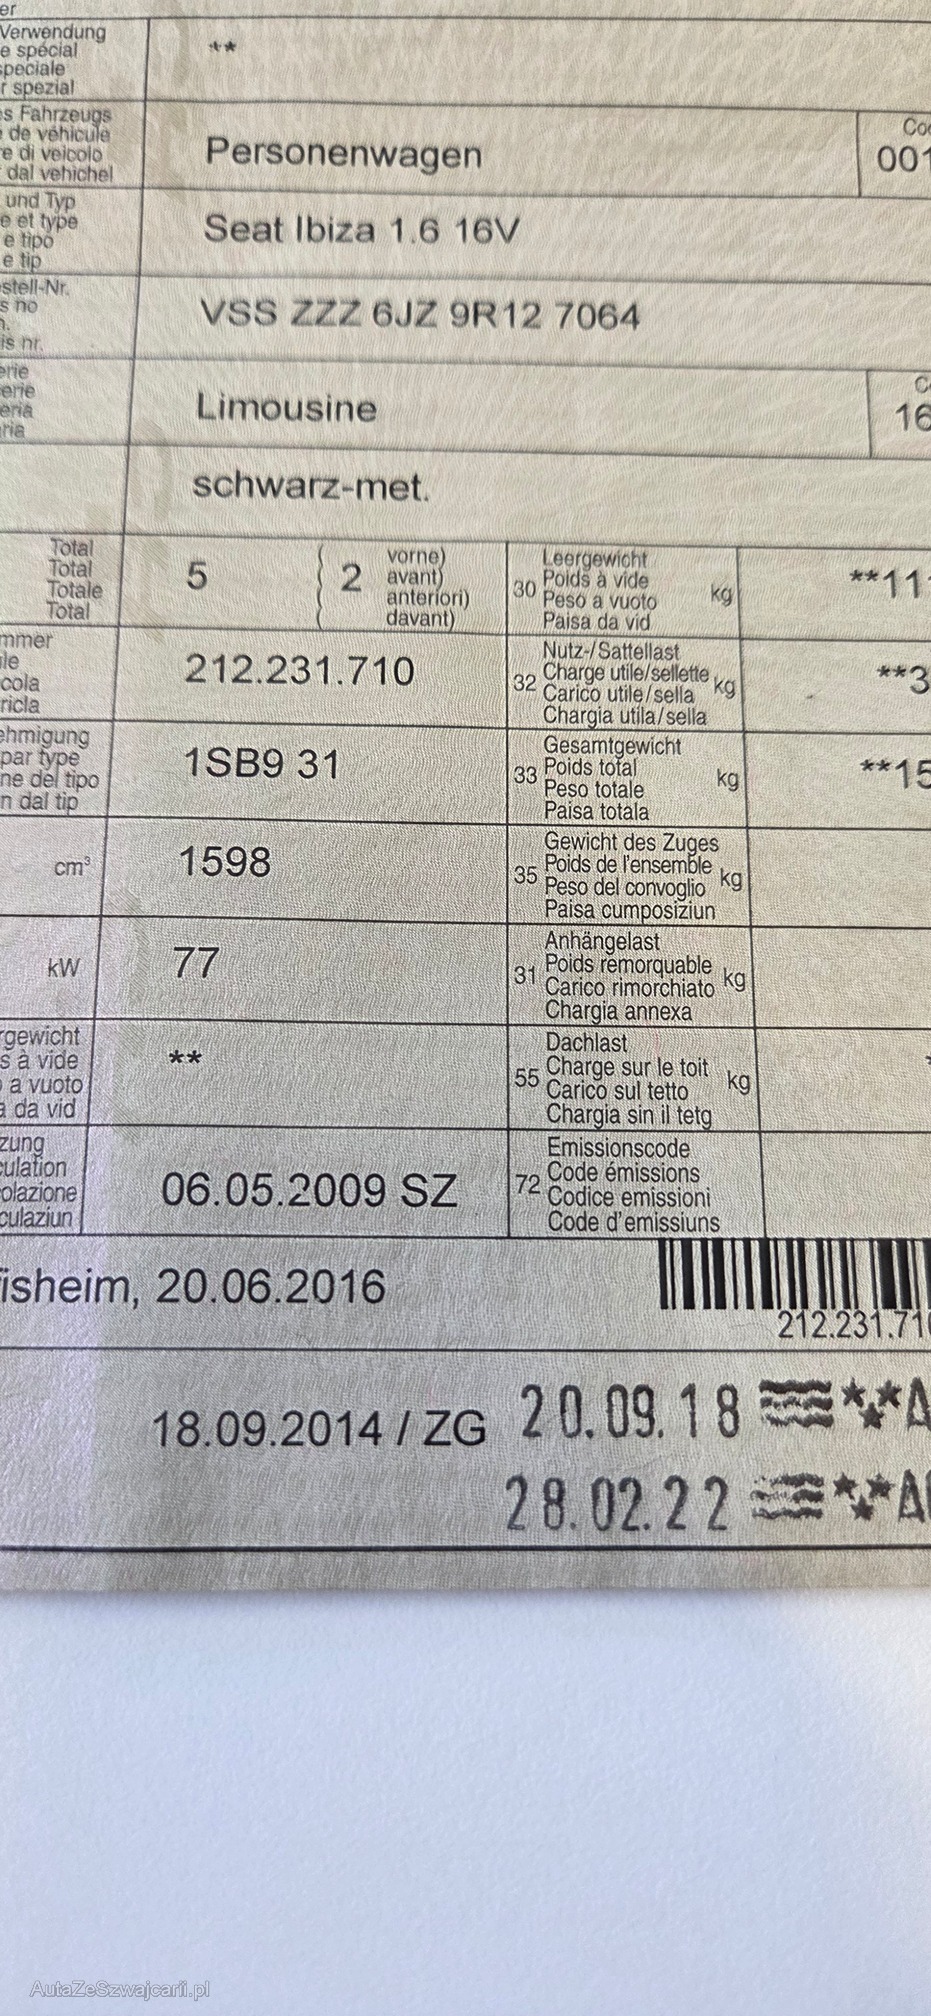 er
Verwendung
e spécial
speciale
r spezial
**
s Fahrzeugs
de véhicule
e di veicolo
dal vehichel
Personenwagen
001
und Typ
e et type
e tipo
e tip
Seat Ibiza 1.6 16V
stell-Nr.
s no
n.
is nr.
VSS ZZZ 6JZ 9R12 7064
erie
erie
eria
ria
Limousine
16
schwarz-met.
Total
Total
Totale
Total
5
2
vorne)
avant)
anteriori)
davant)
30
Leergewicht
Poids à vide
Peso a vuoto
Paisa da vid
kg
**11
mmer
le
cola
ricla
212.231.710
32
Nutz-/Sattellast
Charge utile/sellette
Carico utile/sella
Chargia utila/sella
kg
**3
ehmigung
par type
ne del tipo
n dal tip
1SB9 31
33
Gesamtgewicht
Poids total
Peso totale
Paisa totala
kg
**15
cm³
1598
35
Gewicht des Zuges
Poids de l'ensemble
Peso del convoglio
Paisa cumposiziun
kg
kW
77
31
Anhängelast
Poids remorquable
Carico rimorchiato
Chargia annexa
kg
rgewicht
s à vide
a vuoto
a da vid
**
55
Dachlast
Charge sur le toit
Carico sul tetto
Chargia sin il tetg
kg
zung
culation
olazione
culaziun
06.05.2009 SZ
72
Emissionscode
Code émissions
Codice emissioni
Code d'emissiuns
isheim, 20.06.2016
212.231.71
18.09.2014 / ZG
20.09.18
28.02.22
AutaZeSzwajcarii.pl